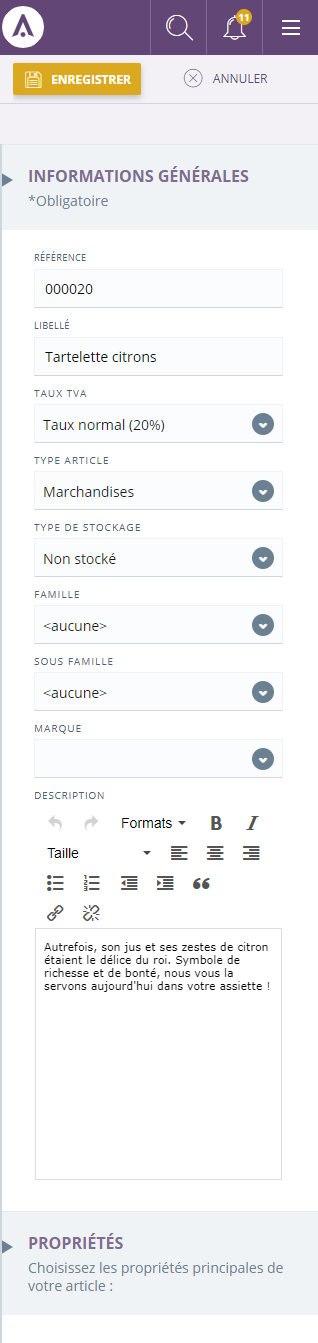 11
ENREGISTRER
ANNULER
INFORMATIONS GÉNÉRALES
*Obligatoire
RÉFÉRENCE
000020
LIBELLÉ
Tartelette citrons
TAUX TVA
Taux normal (20%)
TYPE ARTICLE
Marchandises
TYPE DE STOCKAGE
Non stocké
FAMILLE
<aucune>
SOUS FAMILLE
<aucune>
MARQUE
DESCRIPTION
Formats B I
Taille
Autrefois, son jus et ses zestes de citron
étaient le délice du roi. Symbole de
richesse et de bonté, nous vous la
servons aujourd'hui dans votre assiette !
PROPRIÉTÉS
Choisissez les propriétés principales de
votre article :